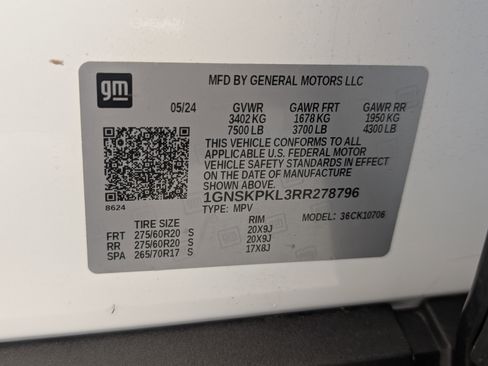 gm
MFD BY GENERAL MOTORS LLC
05/24 GVWR GAWR FRT GAWR RR
3402 KG 1678 KG 1950 KG
7500 LB 3700 LB 4300 LB
THIS VEHICLE CONFORMS TO ALL
APPLICABLE U.S. FEDERAL MOTOR
VEHICLE SAFETY STANDARDS IN EFFECT
ON THE DATE OF MANUFACTURE
SHOWN ABOVE.
1GNSKPKL3RR278796
8624 TYPE: MPV MODEL: 36CK10706
TIRE SIZE RIM
FRT 275/60R20 S 20X9J
RR 275/60R20 S 20X9J
SPA 265/70R17 S 17X8J